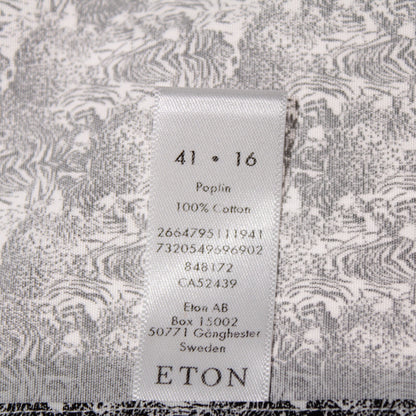 41 • 16
Poplin
100% Cotton
2664795111941
7320549696902
848172
CA52439
Eton AB
Box 15002
50771 Gånghester
Sweden
ETON